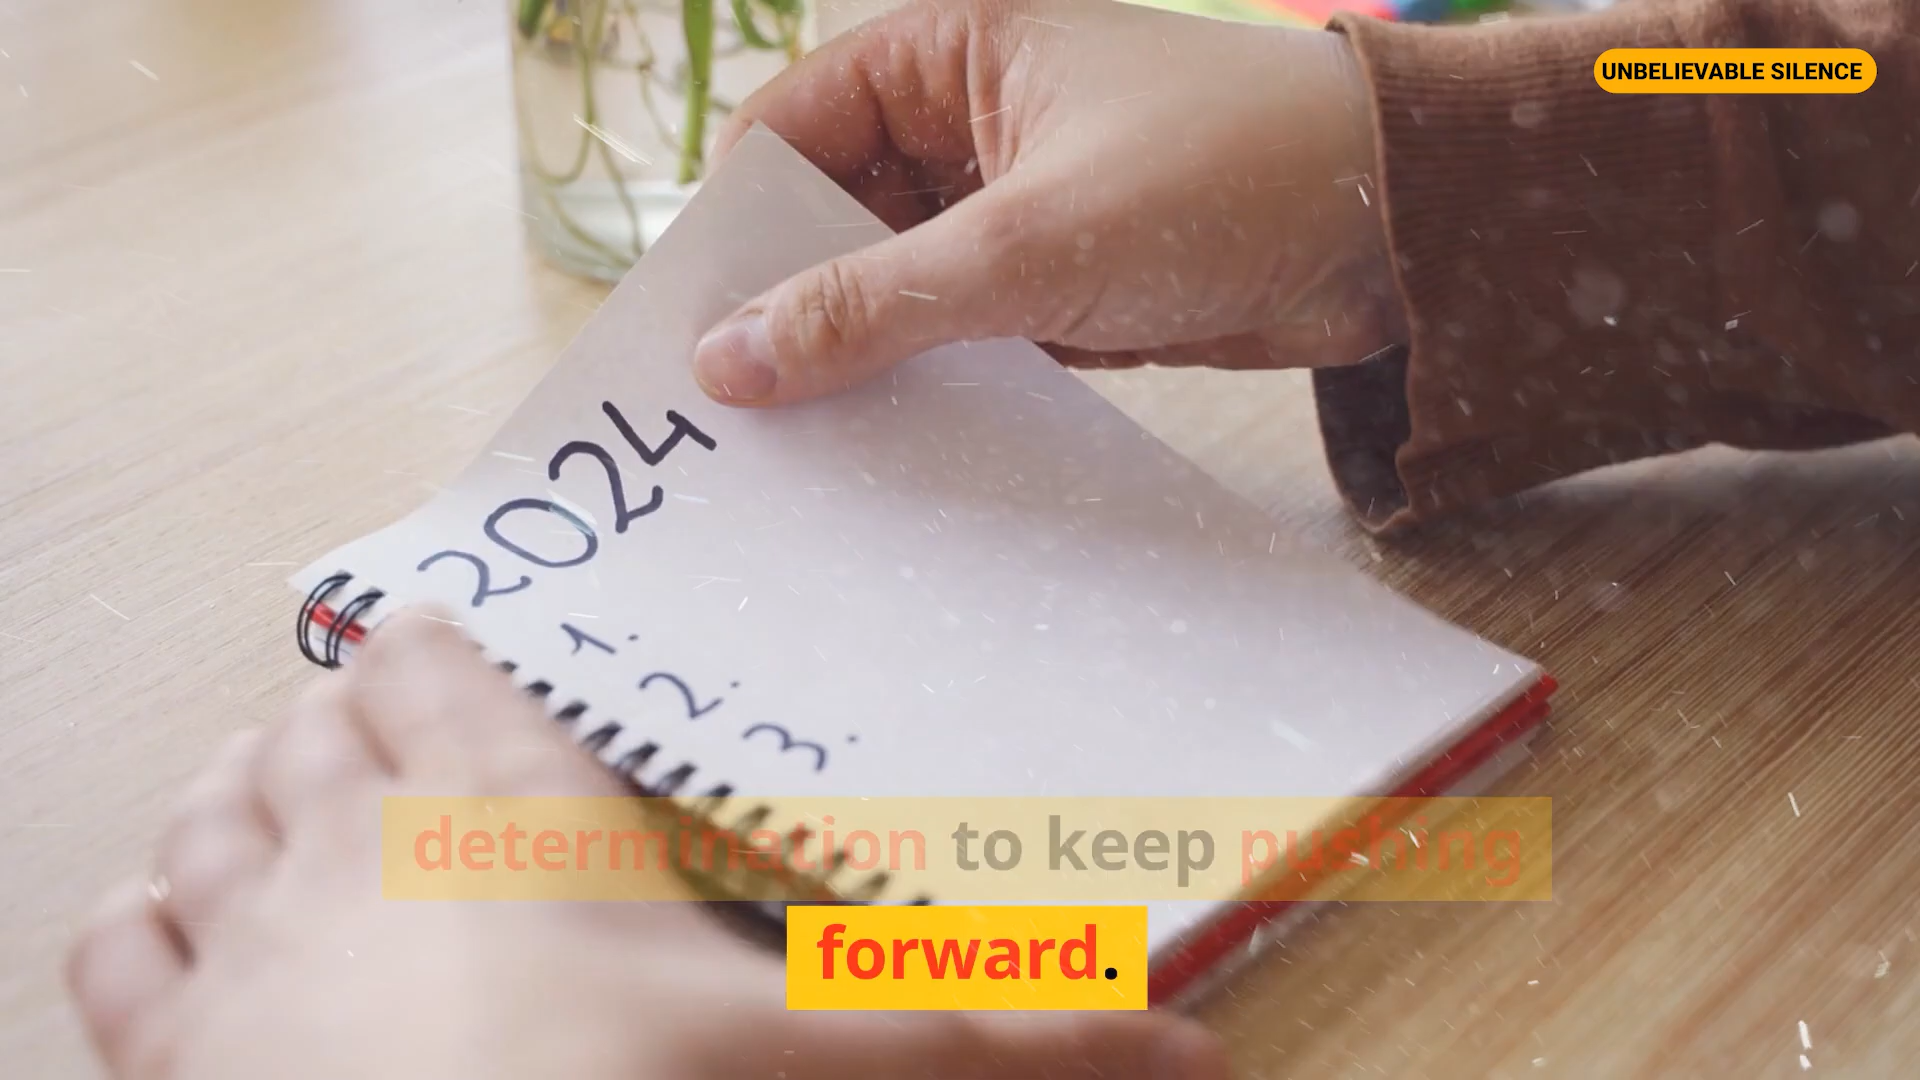 UNBELIEVABLE SILENCE
2024
1.
2.
3.
determination to keep pushing
forward.